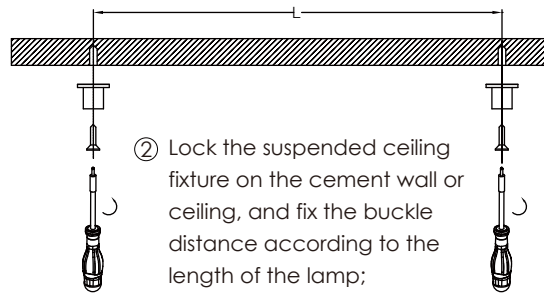 L
② Lock the suspended ceiling
fixture on the cement wall or
ceiling, and fix the buckle
distance according to the
length of the lamp;